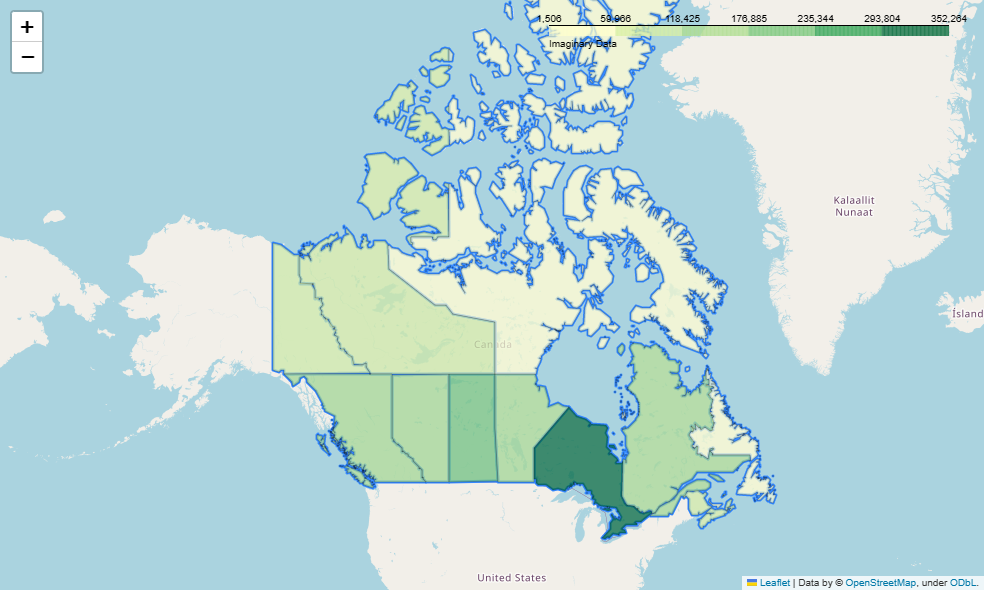 +
−
1,506 59,966 118,425 176,885 235,344 293,804 352,264
Imaginary Data
Kalaallit
Nunaat
Ísland
Canada
United States
Leaflet | Data by © OpenStreetMap, under ODbL.